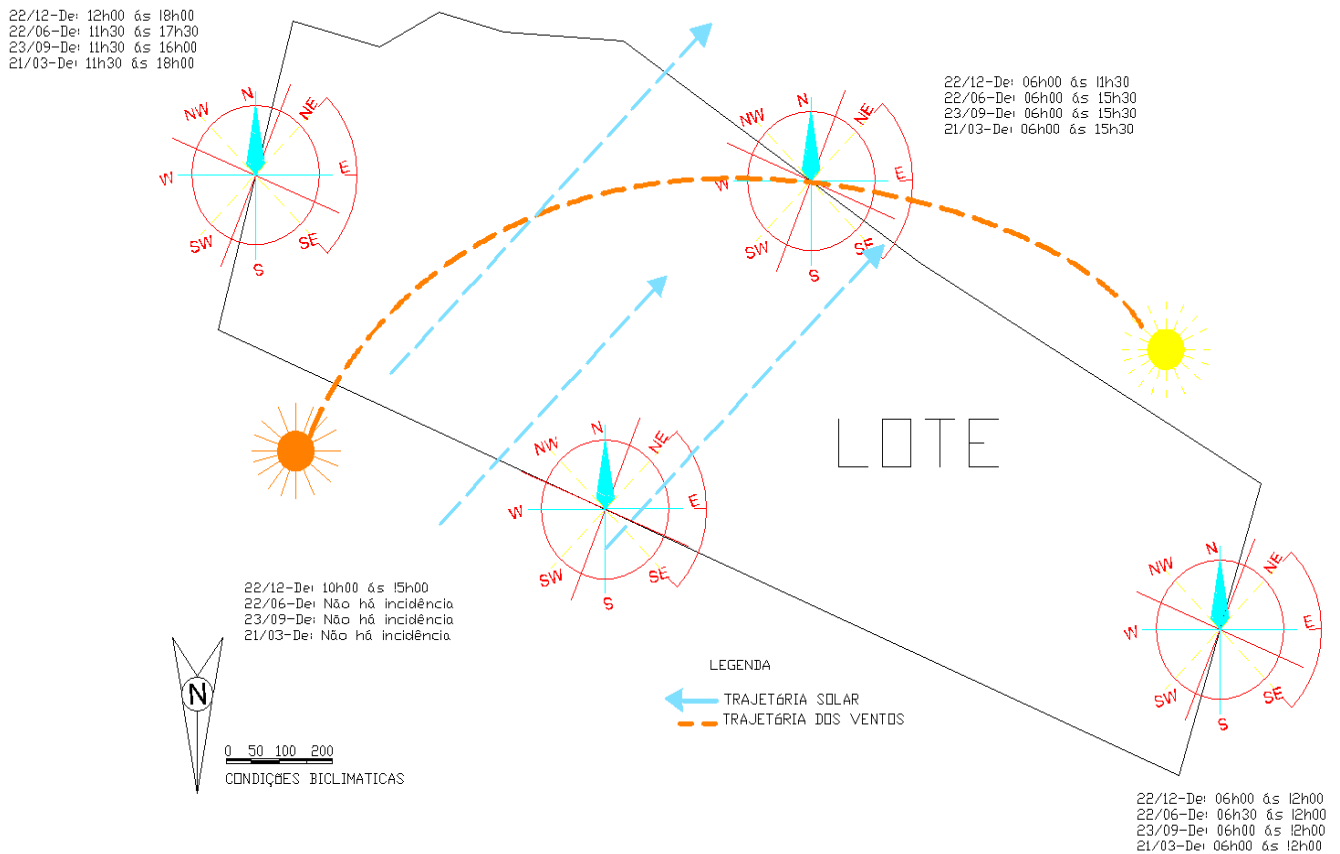 22/12-De: 12h00 ás 18h00
22/06-De: 11h30 ás 17h30
23/09-De: 11h30 ás 16h00
21/03-De: 11h30 ás 18h00
N
NE
E
SE
S
SW
W
NW
22/12-De: 06h00 ás 11h30
22/06-De: 06h00 ás 15h30
23/09-De: 06h00 ás 15h30
21/03-De: 06h00 ás 15h30
N
NE
E
SE
S
SW
W
NW
LOTE
N
NE
E
SE
S
SW
W
NW
N
NE
E
SE
S
SW
W
NW
22/12-De: 10h00 ás 15h00
22/06-De: Não há incidência
23/09-De: Não há incidência
21/03-De: Não há incidência
N
0 50 100 200
CONDIÇÕES BICLIMATICAS
LEGENDA
TRAJETÓRIA SOLAR
TRAJETÓRIA DOS VENTOS
22/12-De: 06h00 ás 12h00
22/06-De: 06h30 ás 12h00
23/09-De: 06h00 ás 12h00
21/03-De: 06h00 ás 12h00